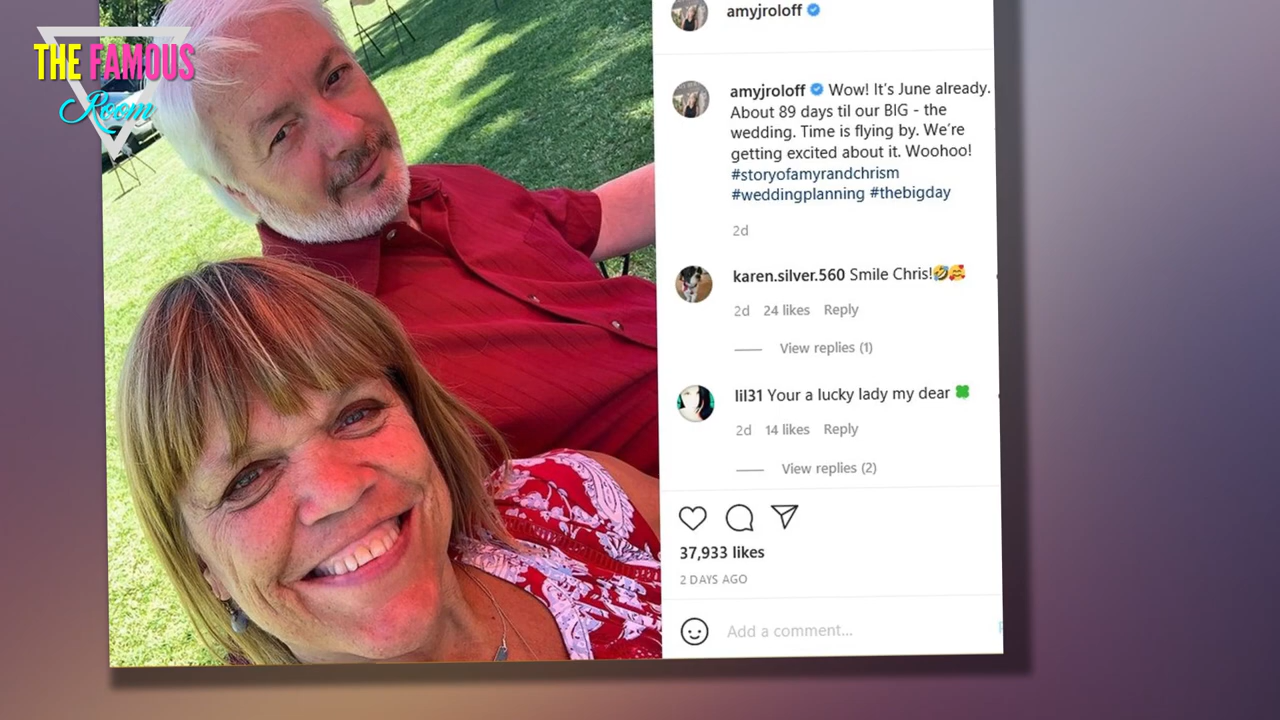 THE FAMOUS
Room
amyjroloff
amyjroloff Wow! It's June already.
About 89 days til our BIG - the
wedding. Time is flying by. We're
getting excited about it. Woohoo!
#storyofamyrandchrism
#weddingplanning #thebigday
2d
karen.silver.560 Smile Chris!🤣🥰
2d 24 likes Reply
View replies (1)
lil31 Your a lucky lady my dear 🍀
2d 14 likes Reply
View replies (2)
37,933 likes
2 DAYS AGO
Add a comment...